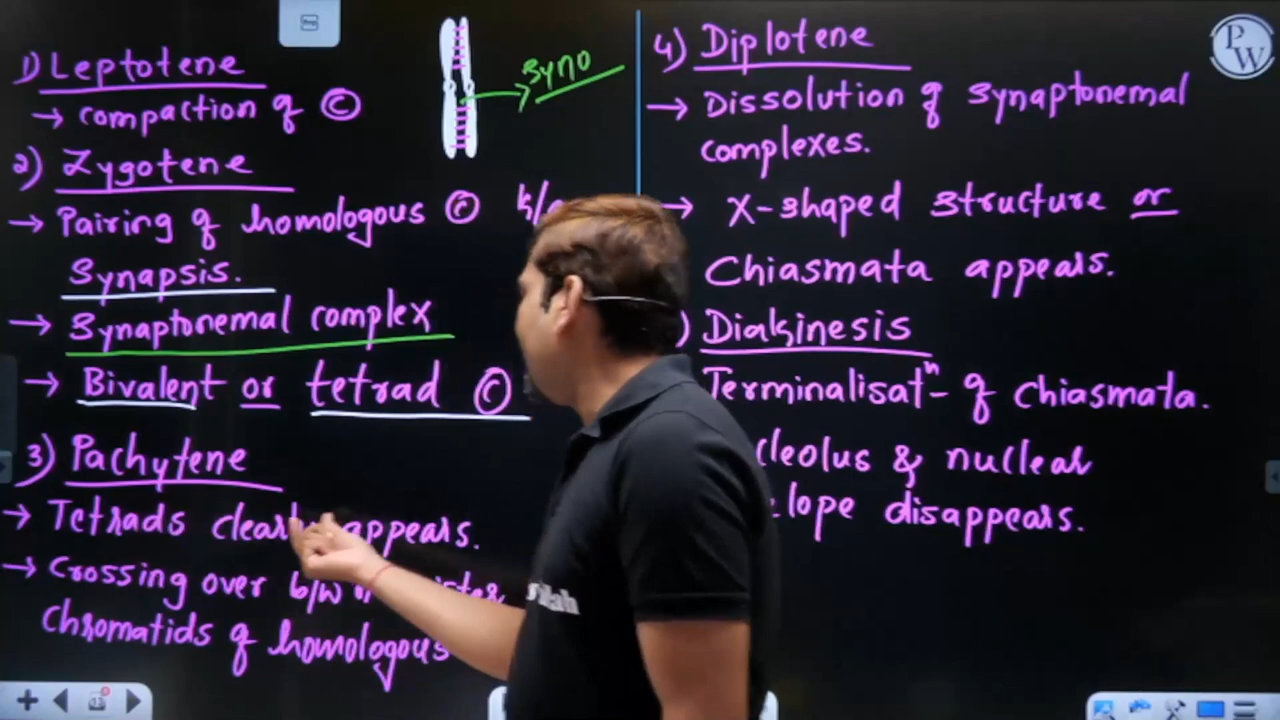 1) Leptotene
→ compaction of ©
2) Zygotene
→ Pairing of homologous ©
Synapsis.
→ Synaptonemal complex
→ Bivalent or tetrad ©
3) Pachytene
→ Tetrads appears.
→ Crossing over b/w
Chromatids of homologous
Syno
4) Diplotene
→ Dissolution of synaptonemal
complexes.
→ X-shaped structure or
Chiasmata appears.
) Diakinesis
Terminalisatⁿ- of Chiasmata.
cleolus & nuclear
elope disappears.
PW